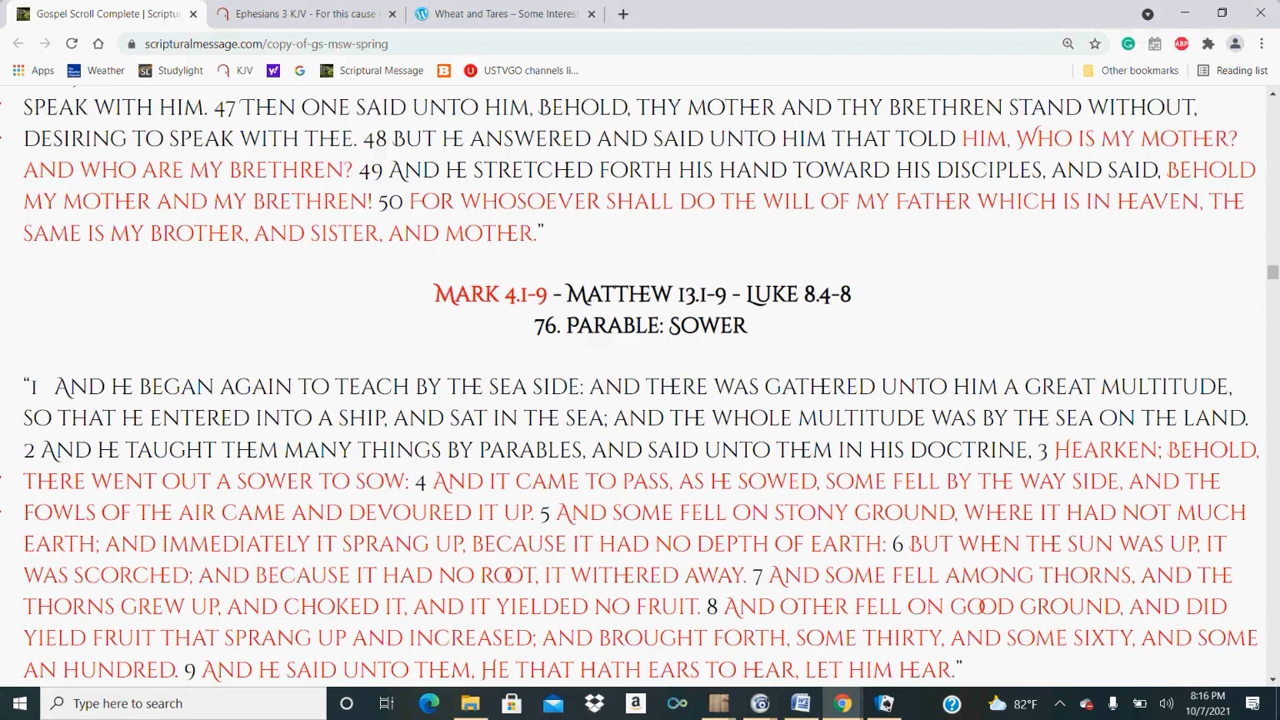 Gospel Scroll Complete | Scriptur
Ephesians 3 KJV - For this cause
Wheat and Tares – Some Interest
scripturalmessage.com/copy-of-gs-msw-spring
ABP
Apps
Weather
Studylight
KJV
Scriptural Message
USTVGO channels li...
Other bookmarks
Reading list
SPEAK WITH HIM. 47 THEN ONE SAID UNTO HIM, BEHOLD, THY MOTHER AND THY BRETHREN STAND WITHOUT,
DESIRING TO SPEAK WITH THEE. 48 BUT HE ANSWERED AND SAID UNTO HIM THAT TOLD HIM, WHO IS MY MOTHER?
AND WHO ARE MY BRETHREN? 49 AND HE STRETCHED FORTH HIS HAND TOWARD HIS DISCIPLES, AND SAID, BEHOLD
MY MOTHER AND MY BRETHREN! 50 FOR WHOSOEVER SHALL DO THE WILL OF MY FATHER WHICH IS IN HEAVEN, THE
SAME IS MY BROTHER, AND SISTER, AND MOTHER.”
MARK 4.1-9 - MATTHEW 13.1-9 - LUKE 8.4-8
76. PARABLE: SOWER
“1 AND HE BEGAN AGAIN TO TEACH BY THE SEA SIDE: AND THERE WAS GATHERED UNTO HIM A GREAT MULTITUDE,
SO THAT HE ENTERED INTO A SHIP, AND SAT IN THE SEA; AND THE WHOLE MULTITUDE WAS BY THE SEA ON THE LAND.
2 AND HE TAUGHT THEM MANY THINGS BY PARABLES, AND SAID UNTO THEM IN HIS DOCTRINE, 3 HEARKEN; BEHOLD,
THERE WENT OUT A SOWER TO SOW: 4 AND IT CAME TO PASS, AS HE SOWED, SOME FELL BY THE WAY SIDE, AND THE
FOWLS OF THE AIR CAME AND DEVOURED IT UP. 5 AND SOME FELL ON STONY GROUND, WHERE IT HAD NOT MUCH
EARTH; AND IMMEDIATELY IT SPRANG UP, BECAUSE IT HAD NO DEPTH OF EARTH: 6 BUT WHEN THE SUN WAS UP, IT
WAS SCORCHED; AND BECAUSE IT HAD NO ROOT, IT WITHERED AWAY. 7 AND SOME FELL AMONG THORNS, AND THE
THORNS GREW UP, AND CHOKED IT, AND IT YIELDED NO FRUIT. 8 AND OTHER FELL ON GOOD GROUND, AND DID
YIELD FRUIT THAT SPRANG UP AND INCREASED; AND BROUGHT FORTH, SOME THIRTY, AND SOME SIXTY, AND SOME
AN HUNDRED. 9 AND HE SAID UNTO THEM, HE THAT HATH EARS TO HEAR, LET HIM HEAR.”
Type here to search
82°F
8:16 PM
10/7/2021